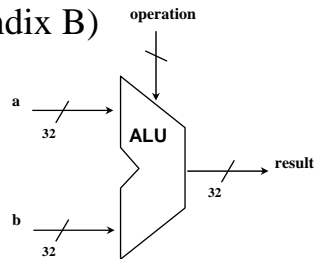 ndix B)
operation
a
32
ALU
result
32
b
32